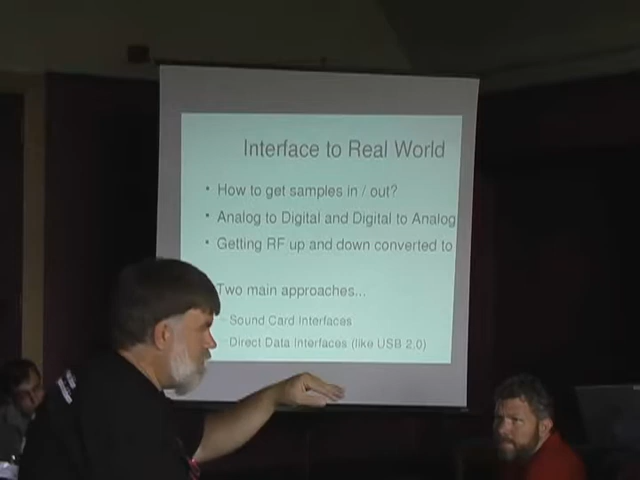 Interface to Real World
• How to get samples in / out?
• Analog to Digital and Digital to Analog
• Getting RF up and down converted to
Two main approaches...
– Sound Card Interfaces
– Direct Data Interfaces (like USB 2.0)